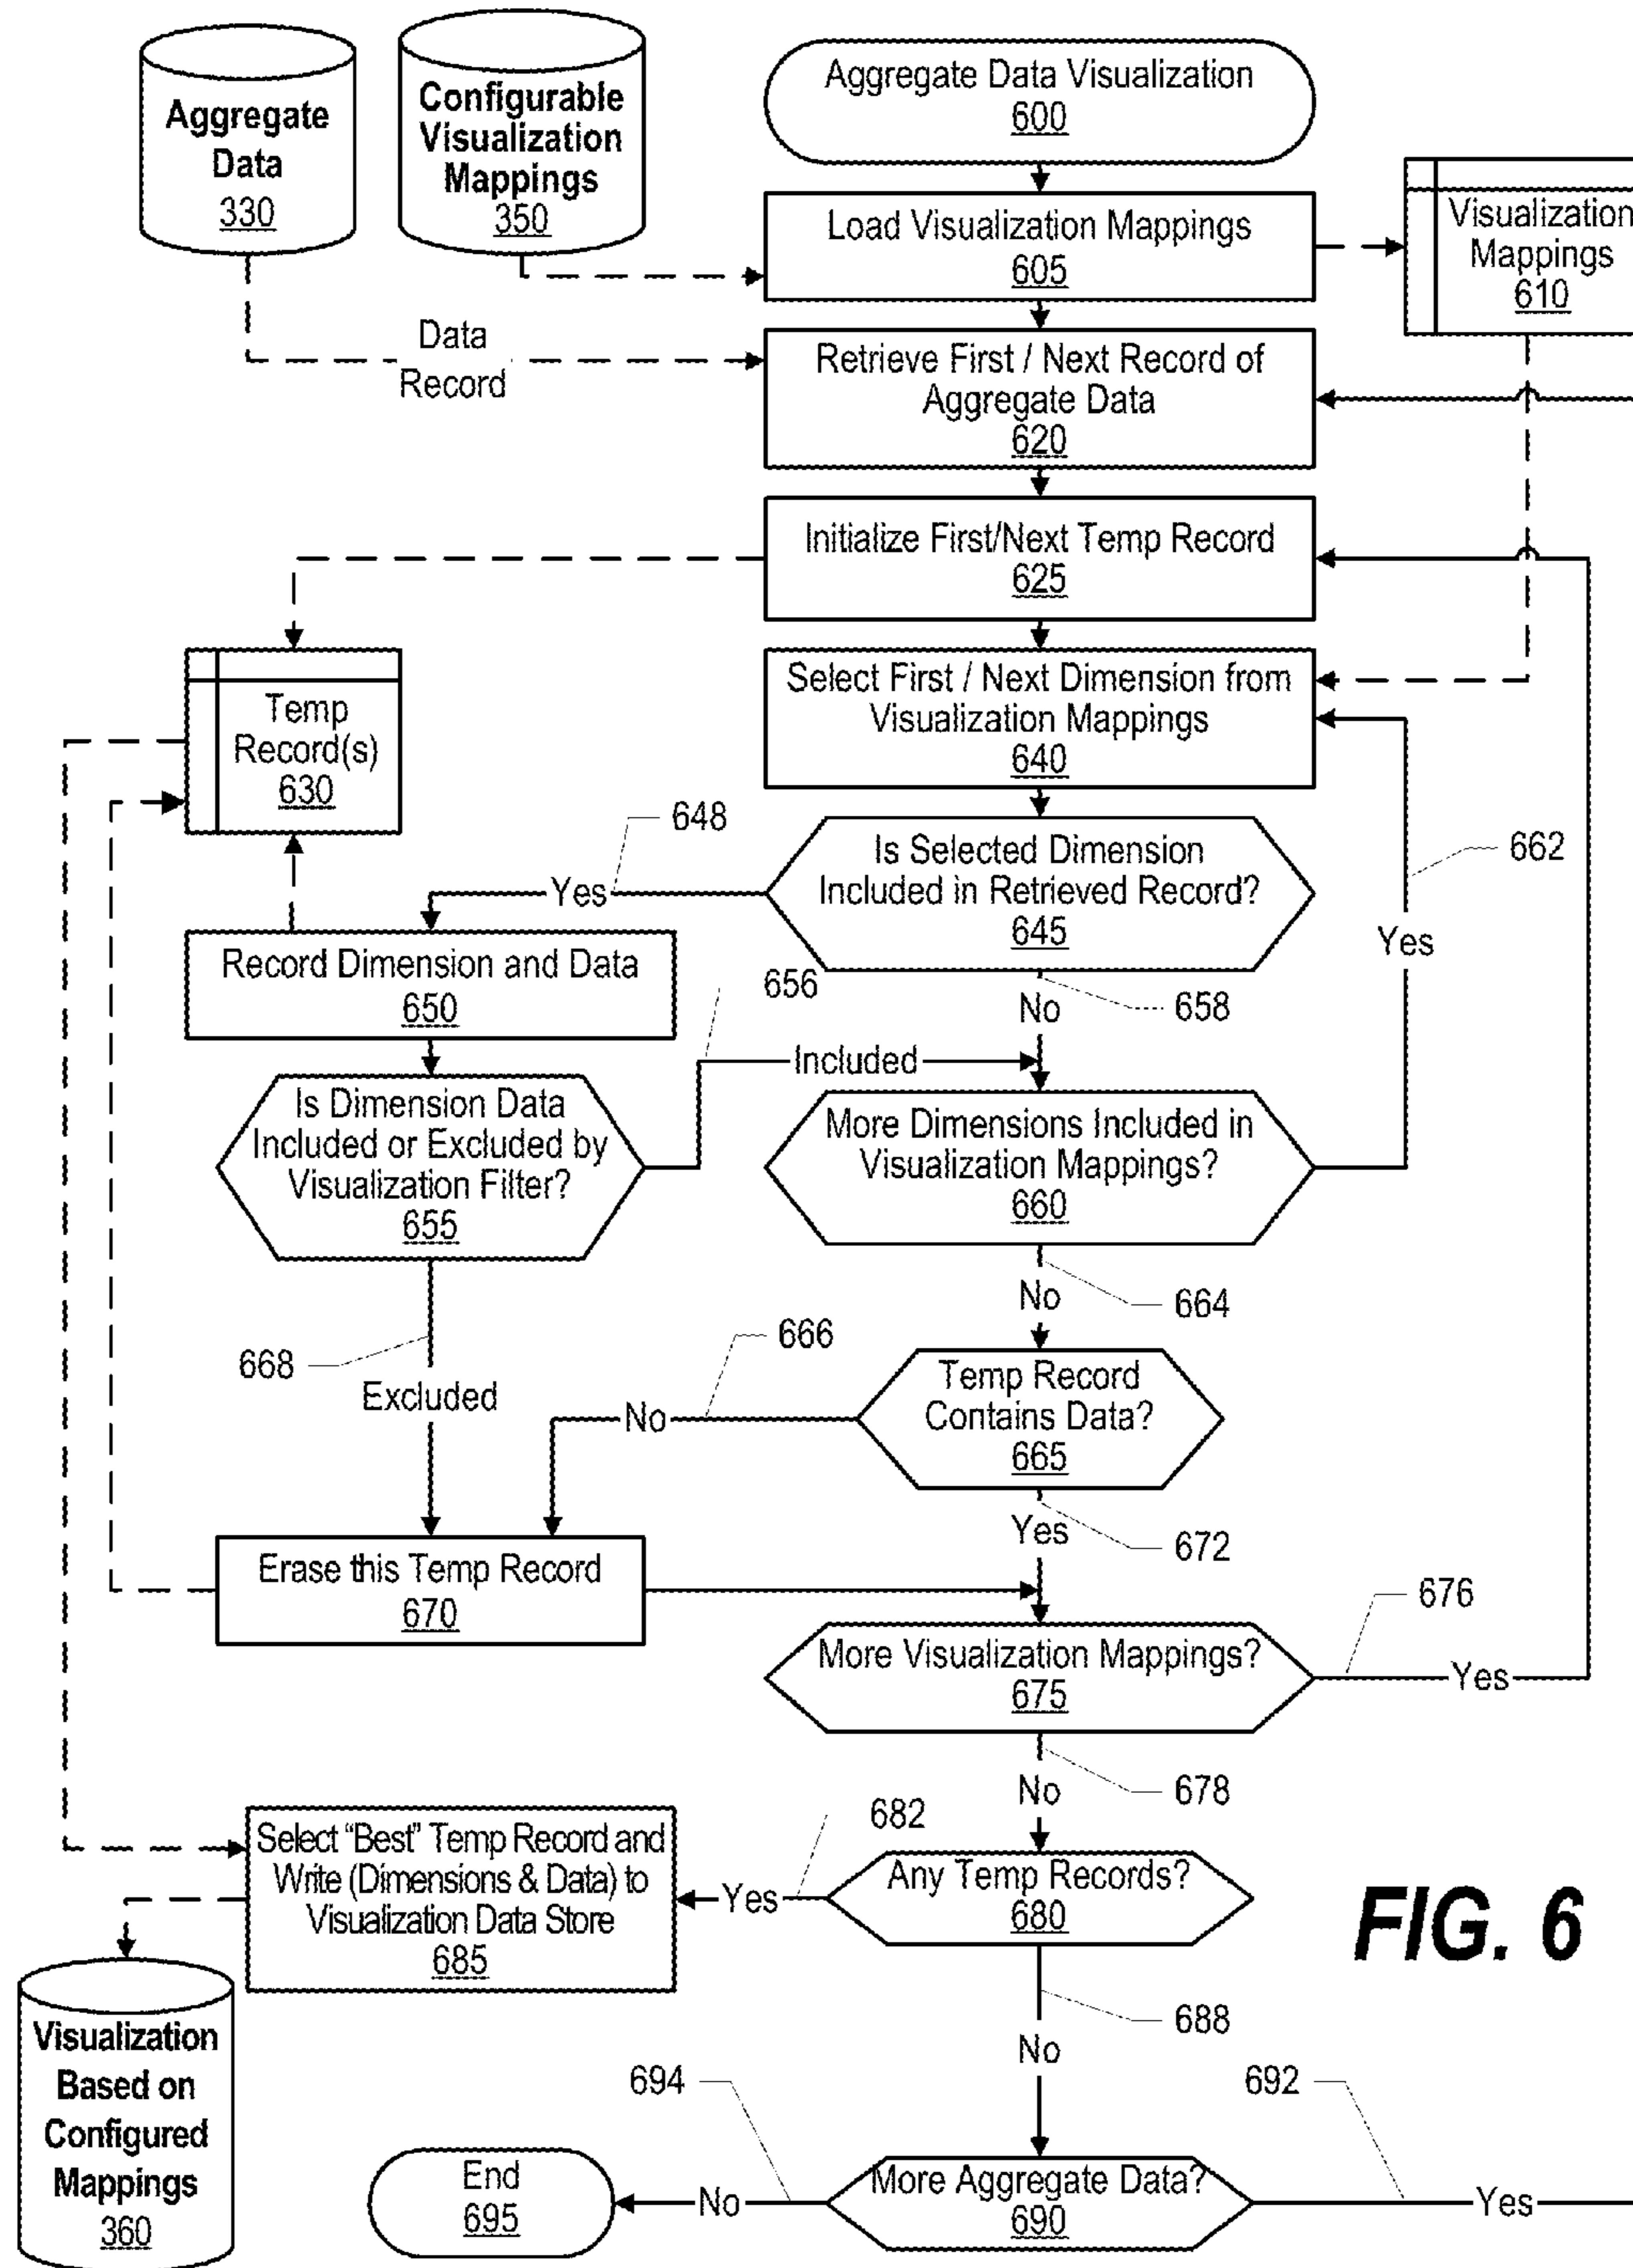 Aggregate
Data
330
Configurable
Visualization
Mappings
350
Aggregate Data Visualization
600
Load Visualization Mappings
605
Visualization
Mappings
610
Data
Record
Retrieve First / Next Record of
Aggregate Data
620
Initialize First/Next Temp Record
625
Temp
Record(s)
630
Select First / Next Dimension from
Visualization Mappings
640
648
Yes
Is Selected Dimension
Included in Retrieved Record?
645
662
Yes
Record Dimension and Data
650
656
658
No
Included
Is Dimension Data
Included or Excluded by
Visualization Filter?
655
More Dimensions Included in
Visualization Mappings?
660
No
664
668
Excluded
666
No
Temp Record
Contains Data?
665
Yes
672
Erase this Temp Record
670
676
More Visualization Mappings?
675
Yes
No
678
682
Select “Best” Temp Record and
Write (Dimensions & Data) to
Visualization Data Store
685
Yes
Any Temp Records?
680
FIG. 6
Visualization
Based on
Configured
Mappings
360
688
No
694
692
End
695
No
More Aggregate Data?
690
Yes